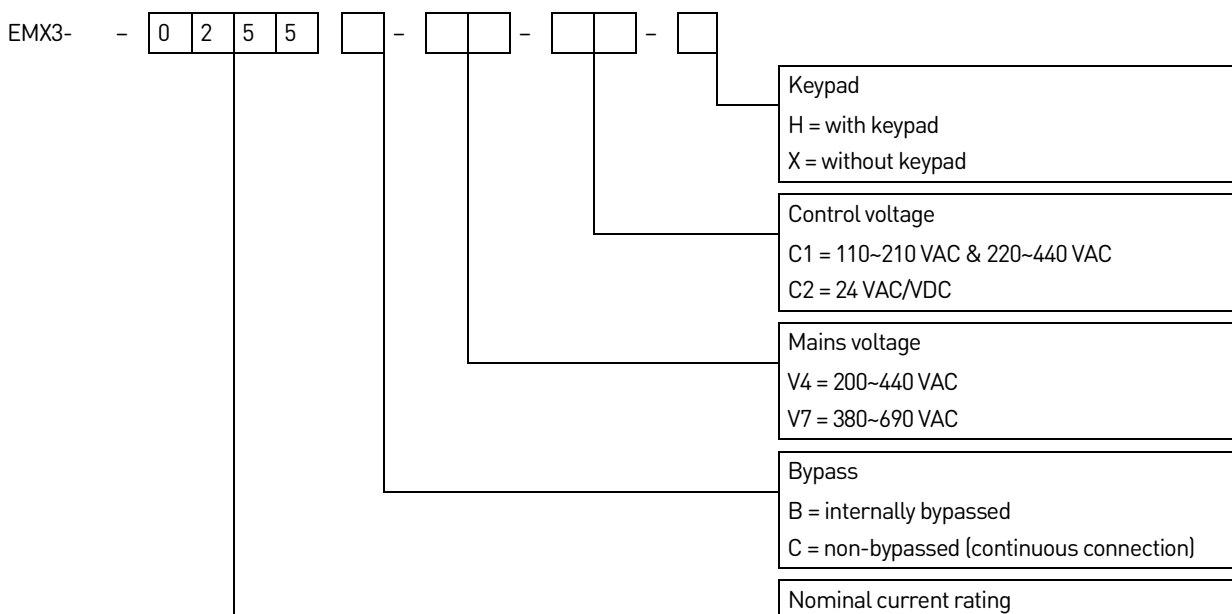 EMX3- – 0 2 5 5 – – –
Keypad
H = with keypad
X = without keypad
Control voltage
C1 = 110~210 VAC & 220~440 VAC
C2 = 24 VAC/VDC
Mains voltage
V4 = 200~440 VAC
V7 = 380~690 VAC
Bypass
B = internally bypassed
C = non-bypassed (continuous connection)
Nominal current rating